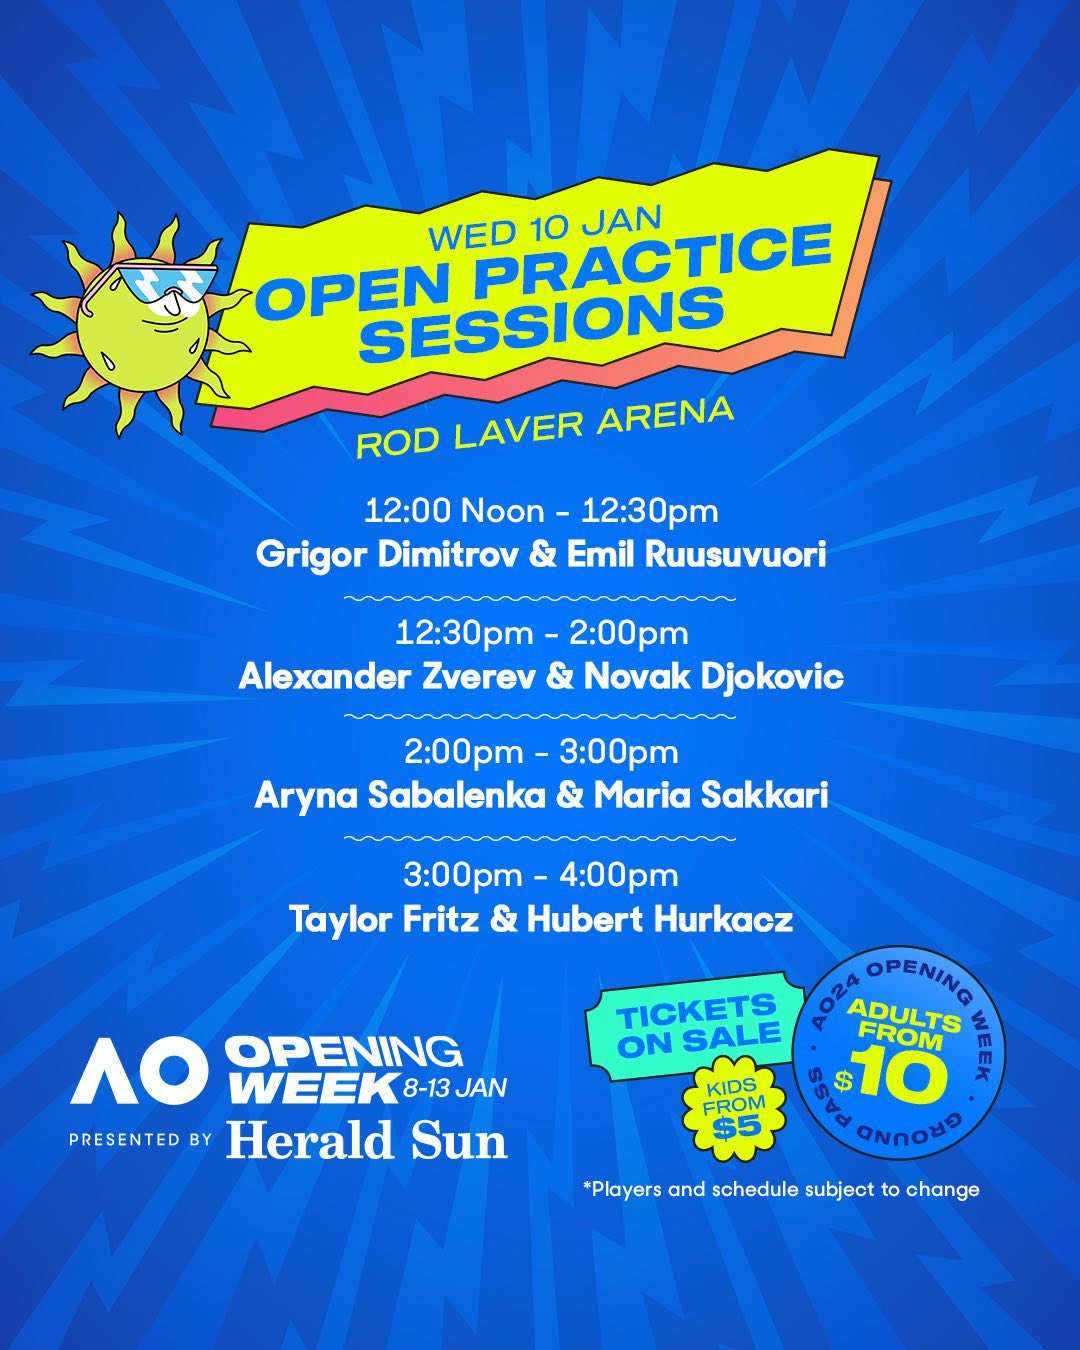 WED 10 JAN
OPEN PRACTICE
SESSIONS
ROD LAVER ARENA
12:00 Noon - 12:30pm
Grigor Dimitrov & Emil Ruusuvuori
12:30pm - 2:00pm
Alexander Zverev & Novak Djokovic
2:00pm - 3:00pm
Aryna Sabalenka & Maria Sakkari
3:00pm - 4:00pm
Taylor Fritz & Hubert Hurkacz
AO OPENING
WEEK 8-13 JAN
PRESENTED BY Herald Sun
TICKETS
ON SALE
KIDS
FROM
$5
AO24 OPENING WEEK • GROUND PASS •
ADULTS
FROM
$10
*Players and schedule subject to change